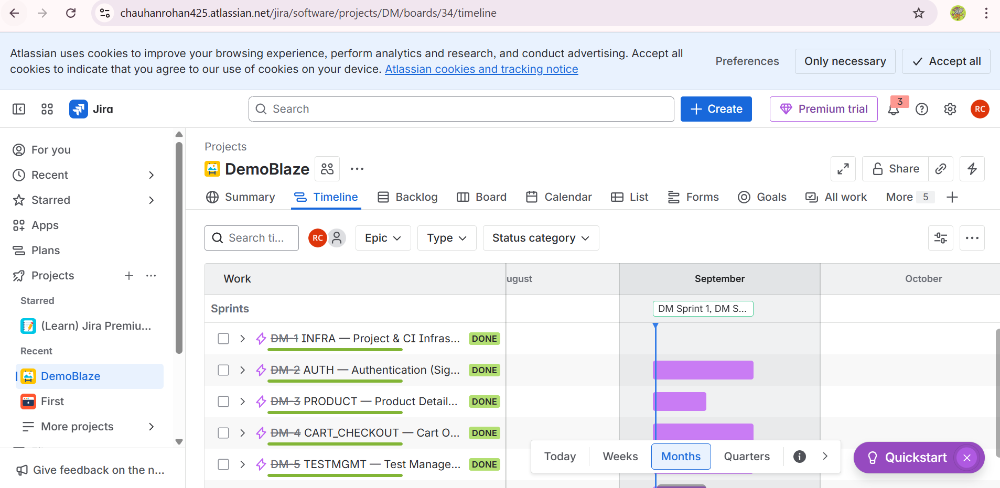 chauhanrohan425.atlassian.net/jira/software/projects/DM/boards/34/timeline
Atlassian uses cookies to improve your browsing experience, perform analytics and research, and conduct advertising. Accept all
cookies to indicate that you agree to our use of cookies on your device. Atlassian cookies and tracking notice
Preferences
Only necessary
Accept all
Jira
Search
Create
Premium trial
3
RC
For you
Recent
Starred
Apps
Plans
Projects
Starred
(Learn) Jira Premiu...
Recent
DemoBlaze
First
More projects
Give feedback on the n...
Projects
DemoBlaze
Share
Summary
Timeline
Backlog
Board
Calendar
List
Forms
Goals
All work
More 5
Search ti...
RC
Epic
Type
Status category
Work
ugust
September
October
Sprints
DM Sprint 1, DM S...
DM-1 INFRA — Project & CI Infras... DONE
DM-2 AUTH — Authentication (Sig... DONE
DM-3 PRODUCT — Product Detail... DONE
DM-4 CART_CHECKOUT — Cart O... DONE
DM-5 TESTMGMT — Test Manage... DONE
Today
Weeks
Months
Quarters
Quickstart